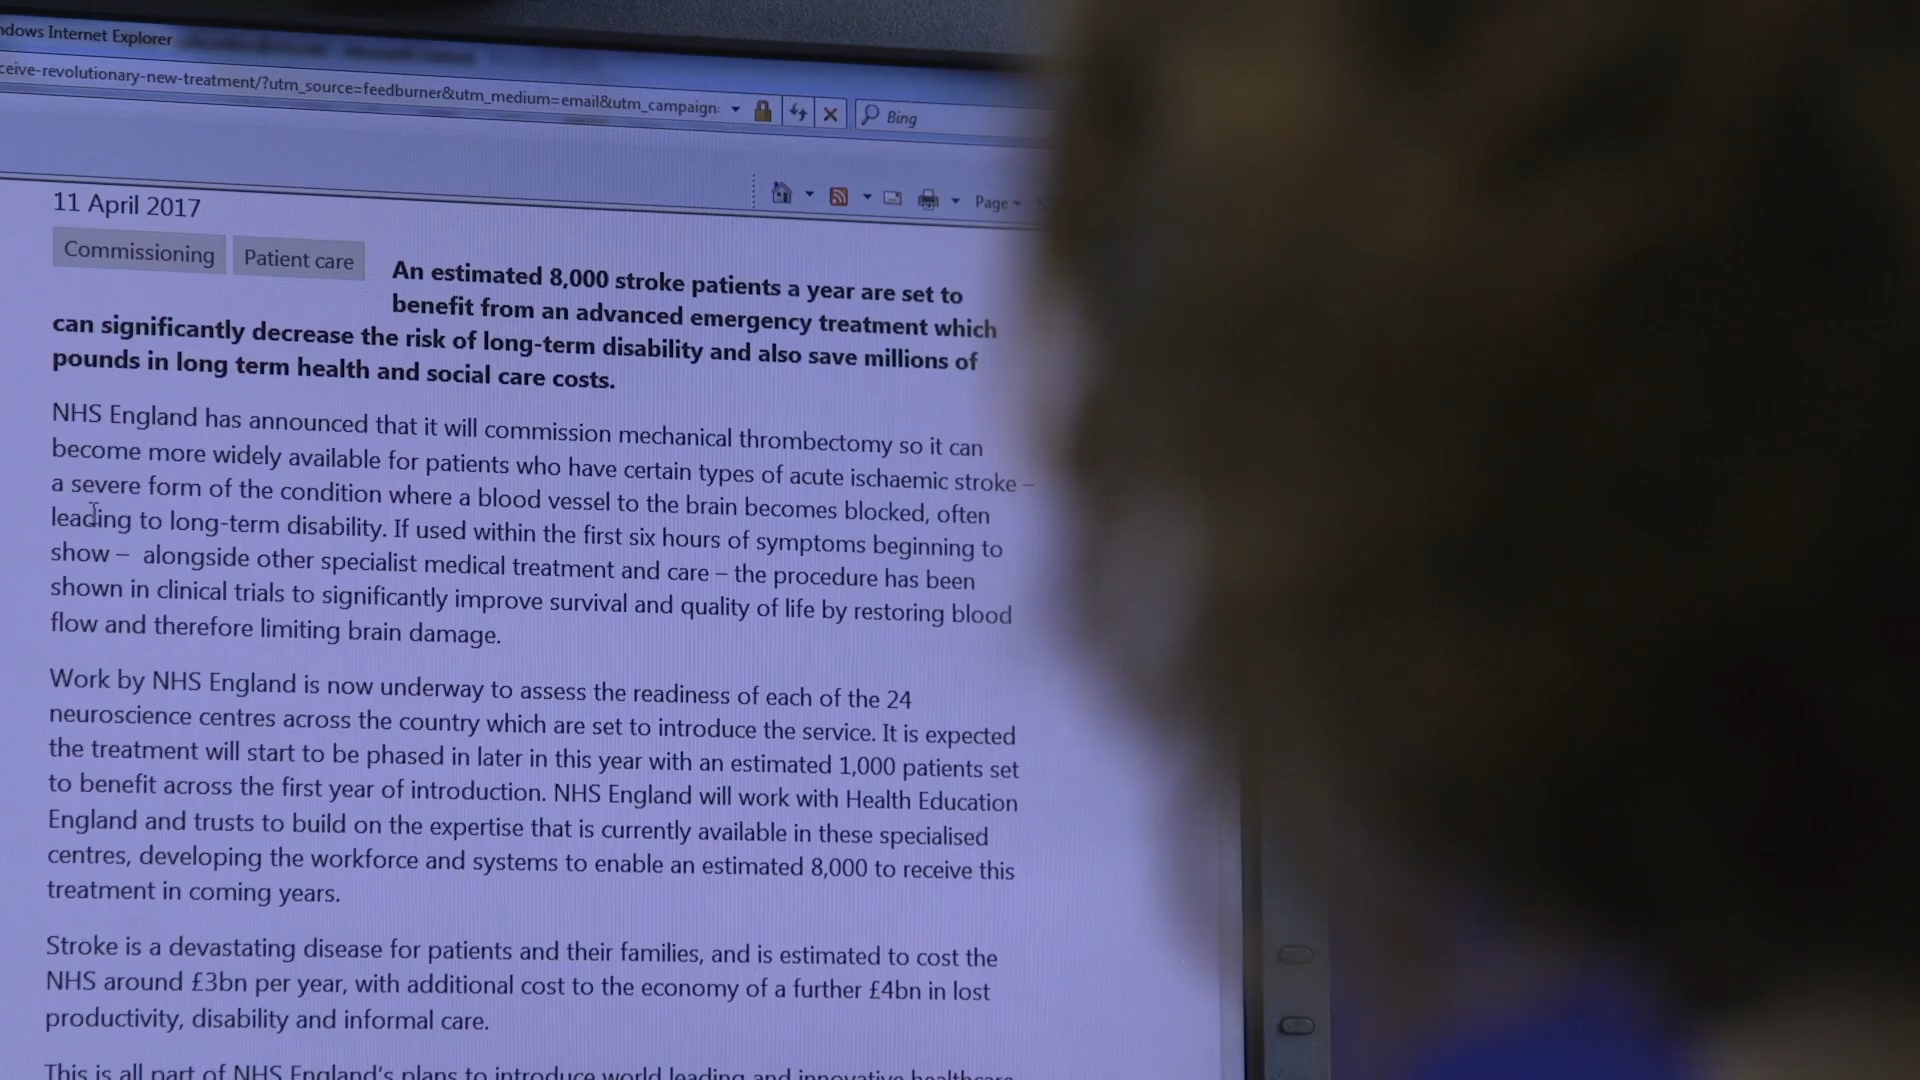 ndows Internet Explorer
ceive-revolutionary-new-treatment/?utm_source=feedburner&utm_medium=email&utm_campaign:
Bing
Page
11 April 2017
Commissioning
Patient care
An estimated 8,000 stroke patients a year are set to
benefit from an advanced emergency treatment which
can significantly decrease the risk of long-term disability and also save millions of
pounds in long term health and social care costs.
NHS England has announced that it will commission mechanical thrombectomy so it can
become more widely available for patients who have certain types of acute ischaemic stroke –
a severe form of the condition where a blood vessel to the brain becomes blocked, often
leading to long-term disability. If used within the first six hours of symptoms beginning to
show – alongside other specialist medical treatment and care – the procedure has been
shown in clinical trials to significantly improve survival and quality of life by restoring blood
flow and therefore limiting brain damage.
Work by NHS England is now underway to assess the readiness of each of the 24
neuroscience centres across the country which are set to introduce the service. It is expected
the treatment will start to be phased in later in this year with an estimated 1,000 patients set
to benefit across the first year of introduction. NHS England will work with Health Education
England and trusts to build on the expertise that is currently available in these specialised
centres, developing the workforce and systems to enable an estimated 8,000 to receive this
treatment in coming years.
Stroke is a devastating disease for patients and their families, and is estimated to cost the
NHS around £3bn per year, with additional cost to the economy of a further £4bn in lost
productivity, disability and informal care.
This is all part of NHS England's plans to introduce world leading and innovative healthcare